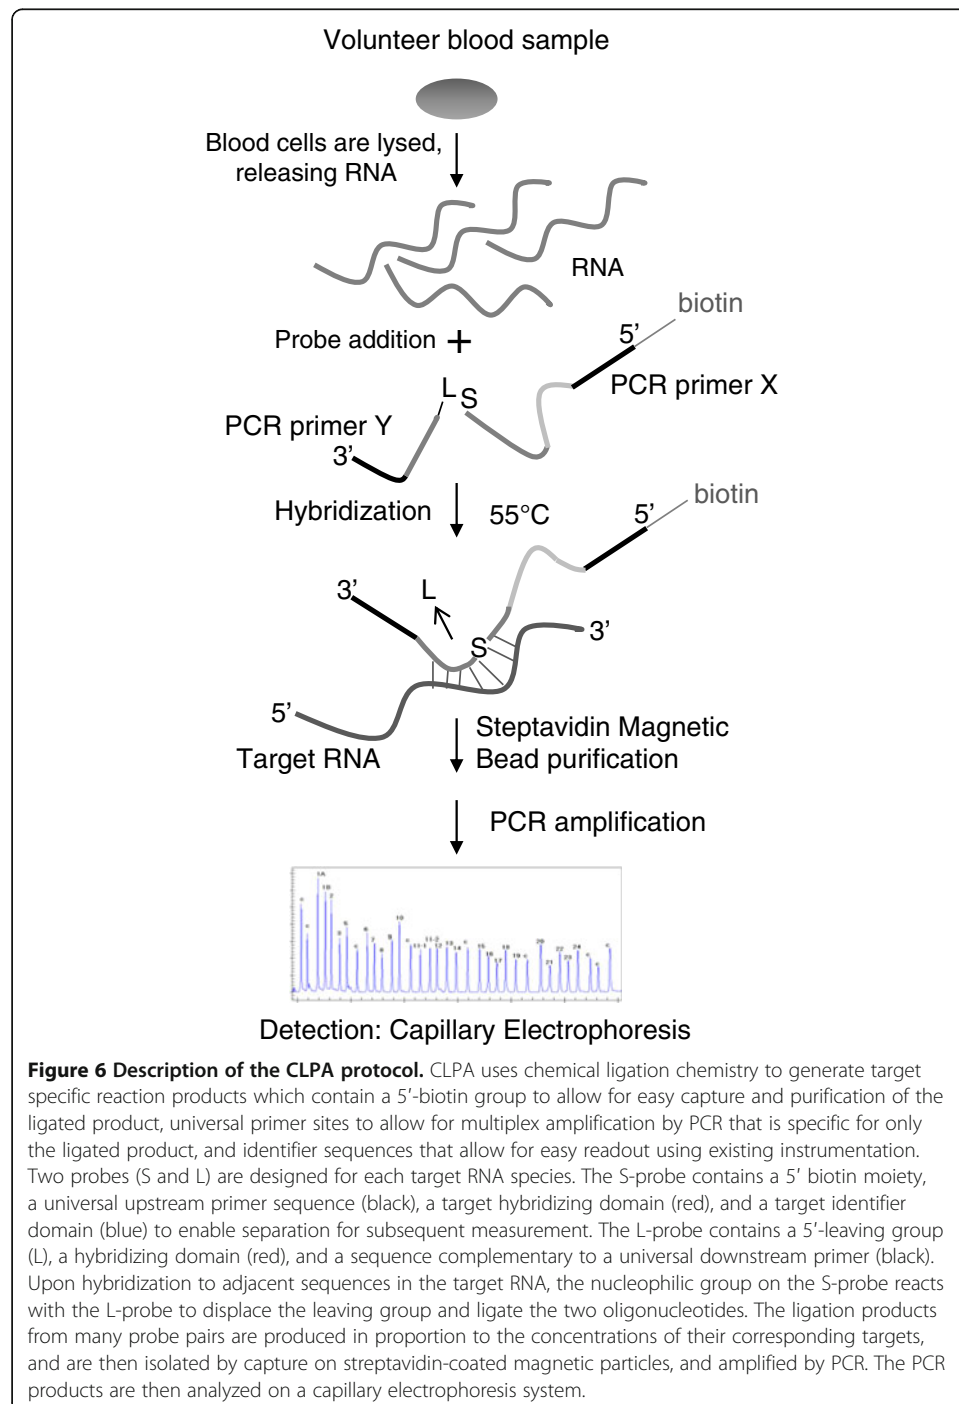 Volunteer blood sample
Blood cells are lysed,
releasing RNA
RNA
biotin
Probe addition +
5’
L
S
PCR primer X
PCR primer Y
3’
Hybridization
55°C
biotin
5’
3’
L
S
3’
5’
Target RNA
Steptavidin Magnetic
Bead purification
PCR amplification
1A
1B
10
20
22
24
Detection: Capillary Electrophoresis
Figure 6 Description of the CLPA protocol. CLPA uses chemical ligation chemistry to generate target
specific reaction products which contain a 5′-biotin group to allow for easy capture and purification of the
ligated product, universal primer sites to allow for multiplex amplification by PCR that is specific for only
the ligated product, and identifier sequences that allow for easy readout using existing instrumentation.
Two probes (S and L) are designed for each target RNA species. The S-probe contains a 5′ biotin moiety,
a universal upstream primer sequence (black), a target hybridizing domain (red), and a target identifier
domain (blue) to enable separation for subsequent measurement. The L-probe contains a 5′-leaving group
(L), a hybridizing domain (red), and a sequence complementary to a universal downstream primer (black).
Upon hybridization to adjacent sequences in the target RNA, the nucleophilic group on the S-probe reacts
with the L-probe to displace the leaving group and ligate the two oligonucleotides. The ligation products
from many probe pairs are produced in proportion to the concentrations of their corresponding targets,
and are then isolated by capture on streptavidin-coated magnetic particles, and amplified by PCR. The PCR
products are then analyzed on a capillary electrophoresis system.